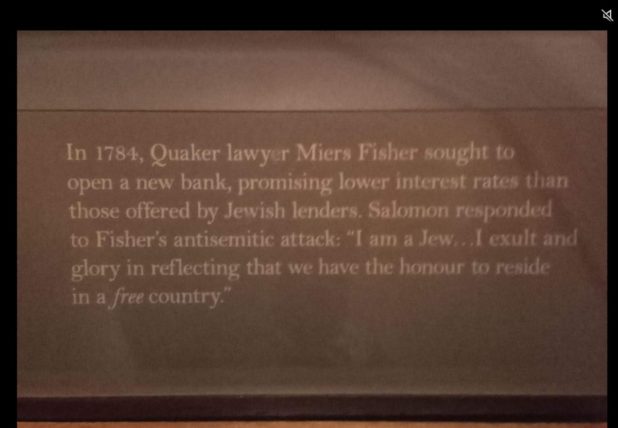 In 1784, Quaker lawyer Miers Fisher sought to
open a new bank, promising lower interest rates than
those offered by Jewish lenders. Salomon responded
to Fisher's antisemitic attack: "I am a Jew…I exult and
glory in reflecting that we have the honour to reside
in a free country."